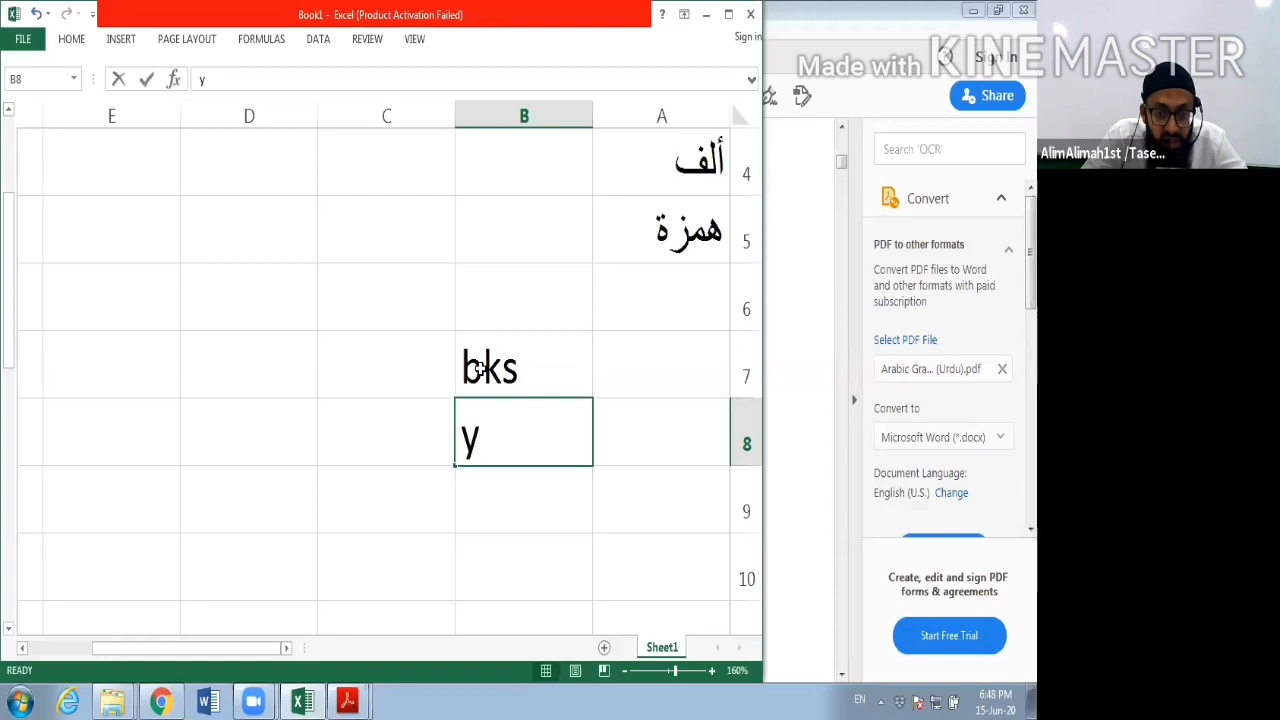 Book1 - Excel (Product Activation Failed)
FILE HOME INSERT PAGE LAYOUT FORMULAS DATA REVIEW VIEW Sign in
B8 fx y
E D C B A
ألف 4
همزة 5
6
bks 7
y 8
9
10
Sheet1
READY 160%
Made with KINEMASTER
Sign In
Share
AlimAlimah1st /Tase...
Search 'OCR'
Convert
PDF to other formats
Convert PDF files to Word
and other formats with paid
subscription
Select PDF File
Arabic Gra... (Urdu).pdf
Convert to
Microsoft Word (*.docx)
Document Language:
English (U.S.) Change
Create, edit and sign PDF
forms & agreements
Start Free Trial
EN
6:48 PM
15-Jun-20